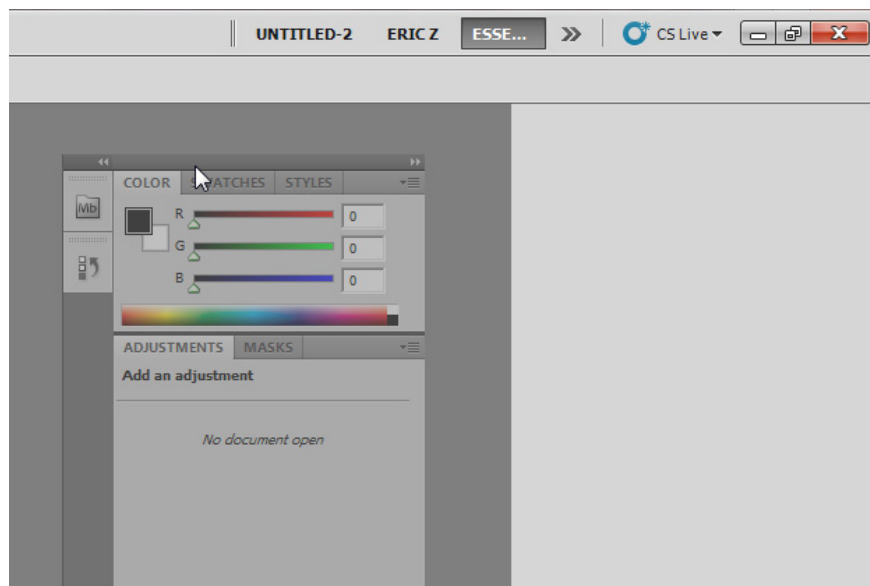 UNTITLED-2 ERIC Z ESSE... CS Live
COLOR SWATCHES STYLES
Mb
R 0
G 0
B 0
ADJUSTMENTS MASKS
Add an adjustment
No document open